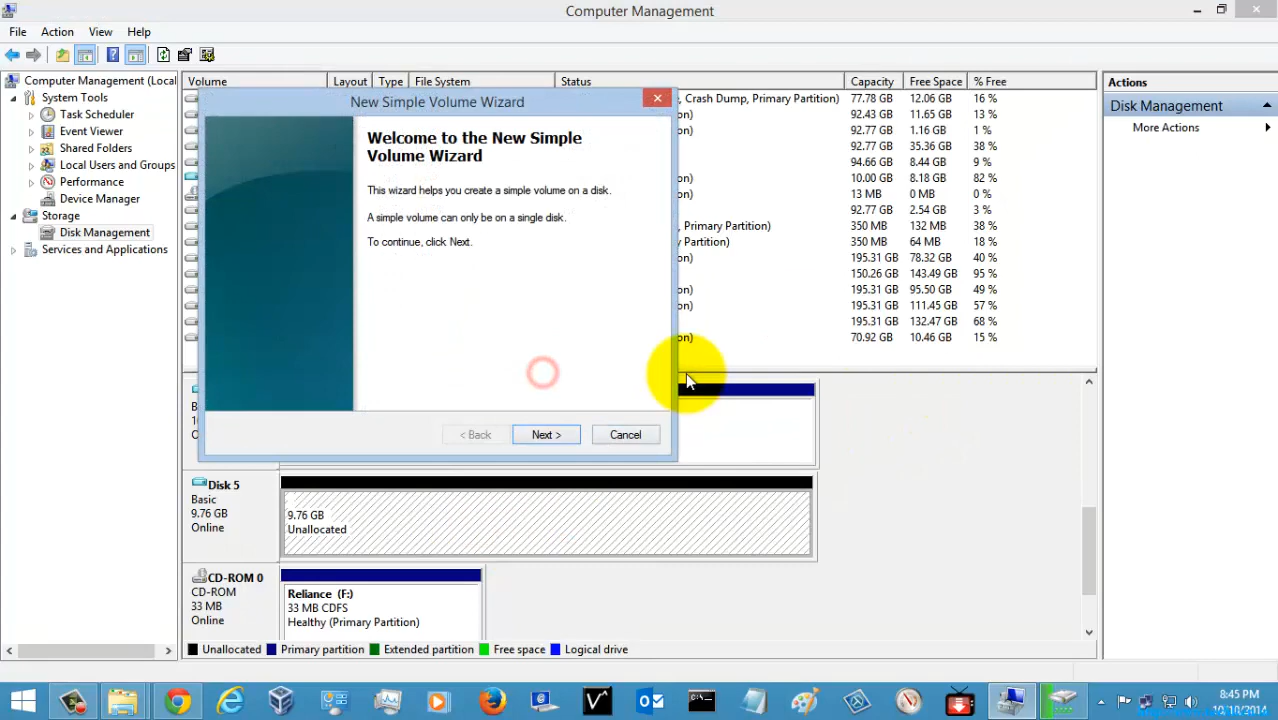 Computer Management
File Action View Help
Computer Management (Local
System Tools
Task Scheduler
Event Viewer
Shared Folders
Local Users and Groups
Performance
Device Manager
Storage
Disk Management
Services and Applications
Volume Layout Type File System Status Capacity Free Space % Free
, Crash Dump, Primary Partition) 77.78 GB 12.06 GB 16 %
on) 92.43 GB 11.65 GB 13 %
on) 92.77 GB 1.16 GB 1 %
92.77 GB 35.36 GB 38 %
94.66 GB 8.44 GB 9 %
on) 10.00 GB 8.18 GB 82 %
on) 13 MB 0 MB 0 %
92.77 GB 2.54 GB 3 %
, Primary Partition) 350 MB 132 MB 38 %
y Partition) 350 MB 64 MB 18 %
on) 195.31 GB 78.32 GB 40 %
150.26 GB 143.49 GB 95 %
on) 195.31 GB 95.50 GB 49 %
on) 195.31 GB 111.45 GB 57 %
195.31 GB 132.47 GB 68 %
on) 70.92 GB 10.46 GB 15 %
New Simple Volume Wizard
Welcome to the New Simple
Volume Wizard
This wizard helps you create a simple volume on a disk.
A simple volume can only be on a single disk.
To continue, click Next.
< Back Next > Cancel
Disk 5
Basic
9.76 GB
Online
9.76 GB
Unallocated
CD-ROM 0
CD-ROM
33 MB
Online
Reliance (F:)
33 MB CDFS
Healthy (Primary Partition)
Unallocated Primary partition Extended partition Free space Logical drive
Actions
Disk Management
More Actions
8:45 PM
10/10/2014